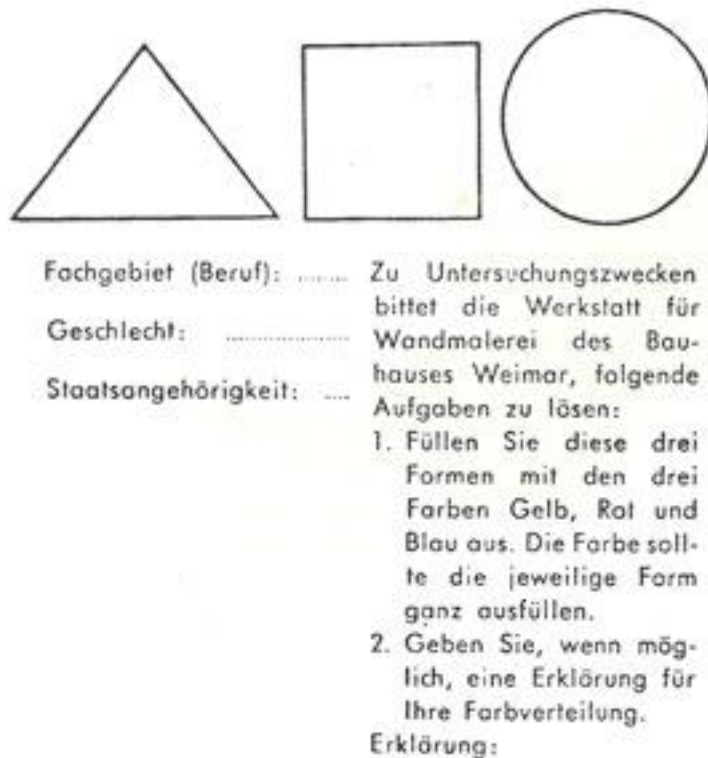 Fachgebiet (Beruf): .......
Geschlecht: ................
Staatsangehörigkeit: ....
Zu Untersuchungszwecken
bittet die Werkstatt für
Wandmalerei des Bau-
hauses Weimar, folgende
Aufgaben zu lösen:
1. Füllen Sie diese drei
Formen mit den drei
Farben Gelb, Rot und
Blau aus. Die Farbe soll-
te die jeweilige Form
ganz ausfüllen.
2. Geben Sie, wenn mög-
lich, eine Erklärung für
Ihre Farbverteilung.
Erklärung: